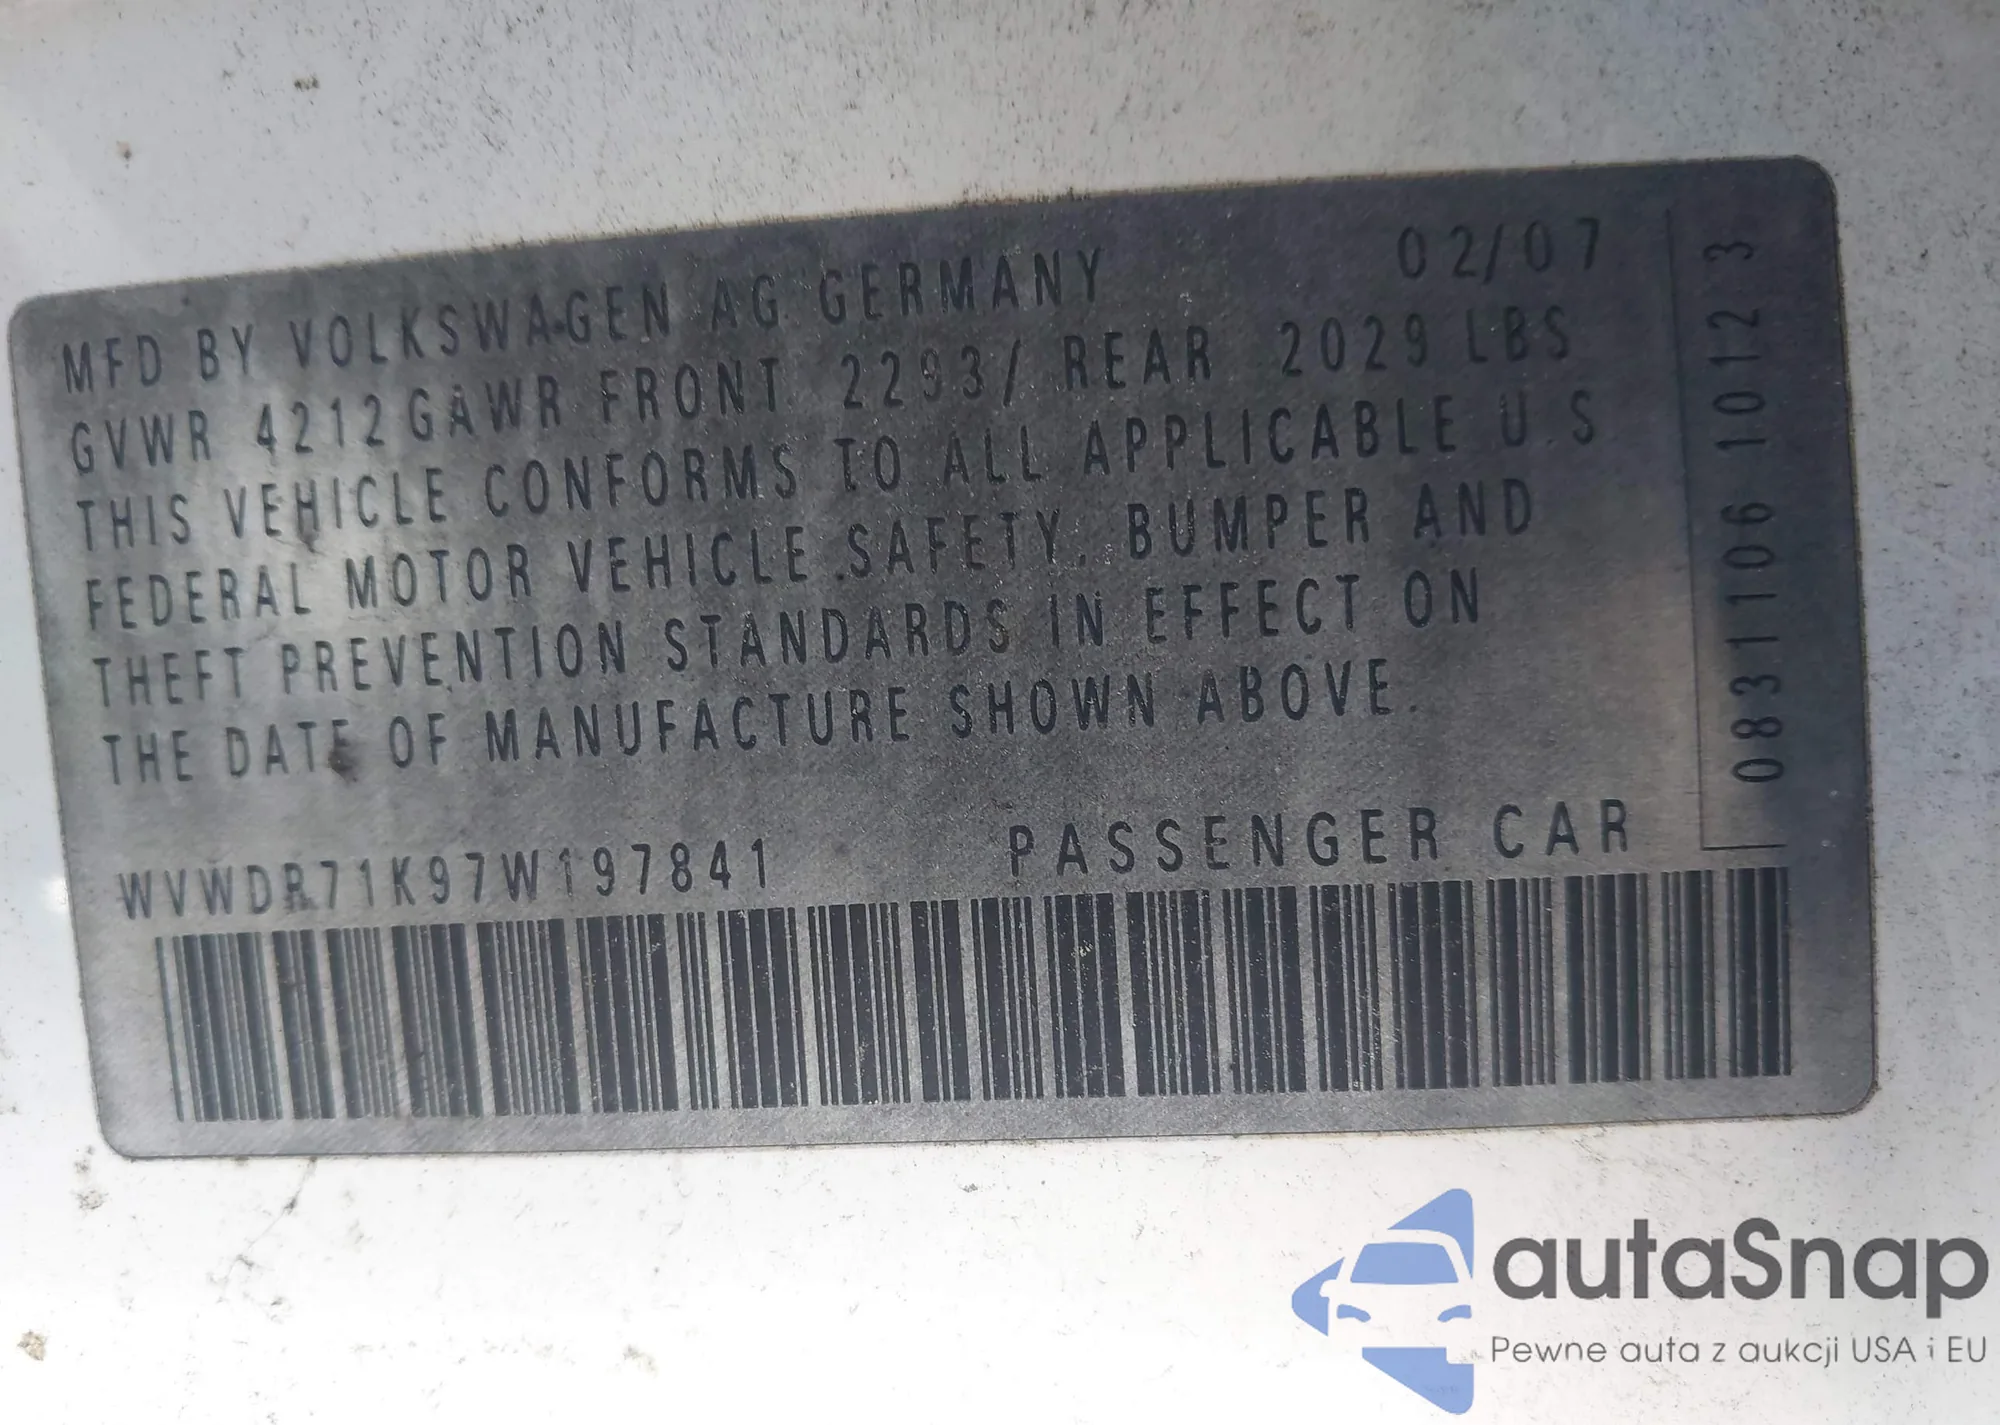 MFD BY VOLKSWAGEN AG GERMANY 02/07
GVWR 4212 GAWR FRONT 2293/ REAR 2029 LBS
THIS VEHICLE CONFORMS TO ALL APPLICABLE U.S
FEDERAL MOTOR VEHICLE SAFETY, BUMPER AND
THEFT PREVENTION STANDARDS IN EFFECT ON
THE DATE OF MANUFACTURE SHOWN ABOVE.
WVWDR71K97W197841 PASSENGER CAR
0831106 1012 3
autaSnap
Pewne auta z aukcji USA i EU